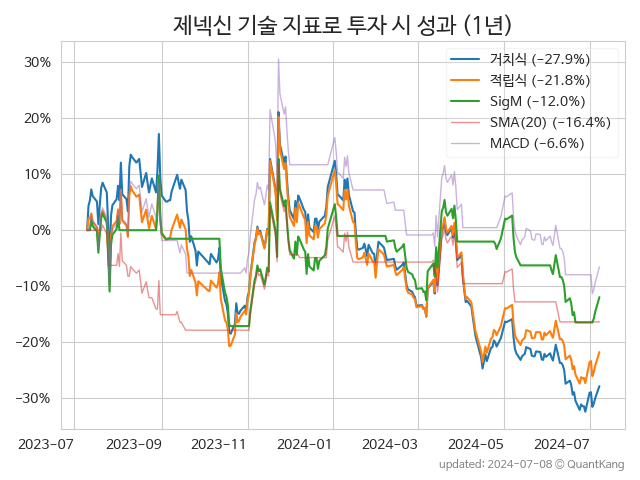 제넥신 기술 지표로 투자 시 성과 (1년)
거치식 (−27.9%)
적립식 (−21.8%)
SigM (−12.0%)
SMA(20) (−16.4%)
MACD (−6.6%)
30%
20%
10%
0%
−10%
−20%
−30%
2023-07 2023-09 2023-11 2024-01 2024-03 2024-05 2024-07
updated: 2024-07-08 ⓒ QuantKang